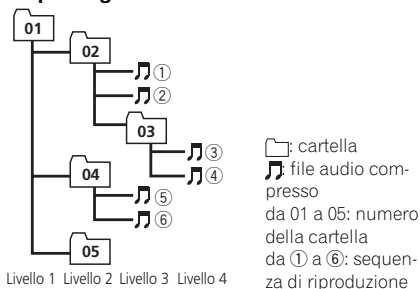 01
02
①
②
03
③
④
04
⑤
⑥
05
Livello 1 Livello 2 Livello 3 Livello 4
: cartella
: file audio com-
presso
da 01 a 05: numero
della cartella
da ① a ⑥: sequen-
za di riproduzione